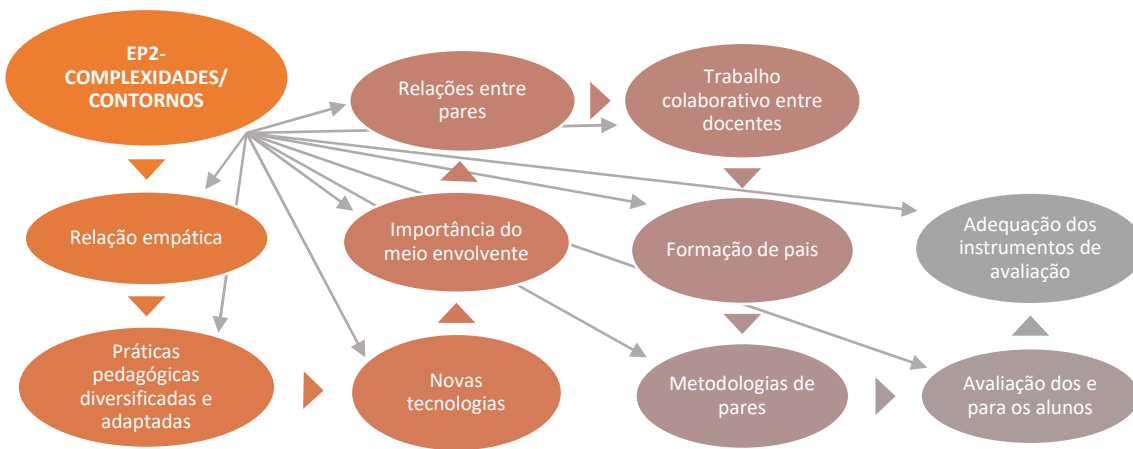 EP2-
COMPLEXIDADES/
CONTORNOS
Relação empática
Práticas
pedagógicas
diversificadas e
adaptadas
Novas
tecnologias
Importância do
meio envolvente
Relações entre
pares
Trabalho
colaborativo entre
docentes
Formação de pais
Metodologias de
pares
Avaliação dos e
para os alunos
Adequação dos
instrumentos de
avaliação